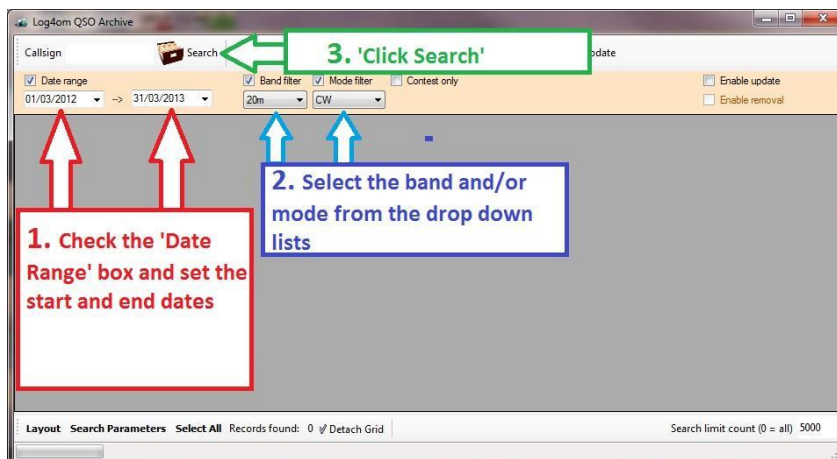 Log4om QSO Archive
Callsign Search 3. 'Click Search' pdate
Date range Band filter Mode filter Contest only Enable update
01/03/2012 -> 31/03/2013 20m CW Enable removal
2. Select the band and/or
mode from the drop down
lists
1. Check the 'Date
Range' box and set the
start and end dates
Layout Search Parameters Select All Records found: 0 Detach Grid Search limit count (0 = all) 5000